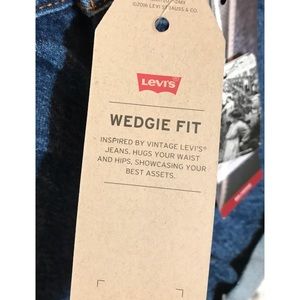 ©2016 LEVI STRAUSS & CO.
LEVI'S
WEDGIE FIT
INSPIRED BY VINTAGE LEVI'S®
JEANS, HUGS YOUR WAIST
AND HIPS, SHOWCASING YOUR
BEST ASSETS.